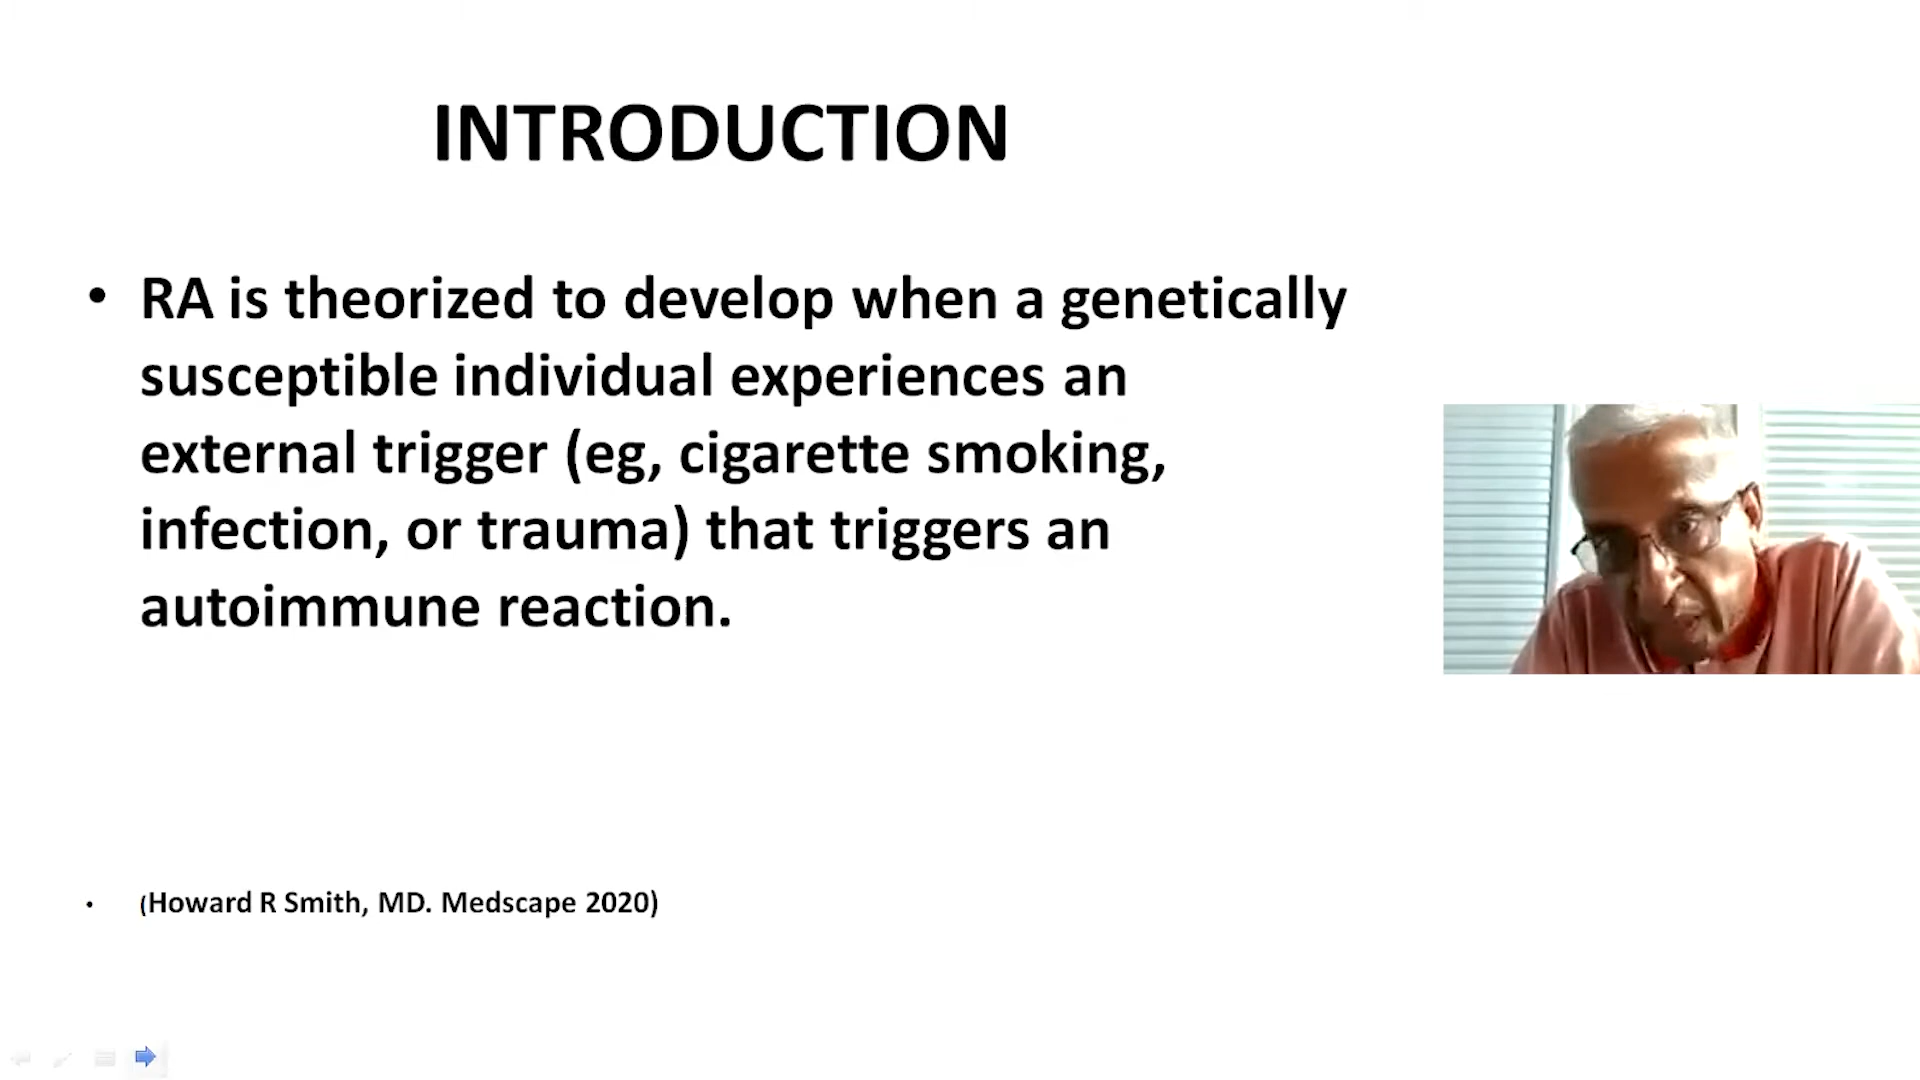 INTRODUCTION
• RA is theorized to develop when a genetically
susceptible individual experiences an
external trigger (eg, cigarette smoking,
infection, or trauma) that triggers an
autoimmune reaction.
• (Howard R Smith, MD. Medscape 2020)